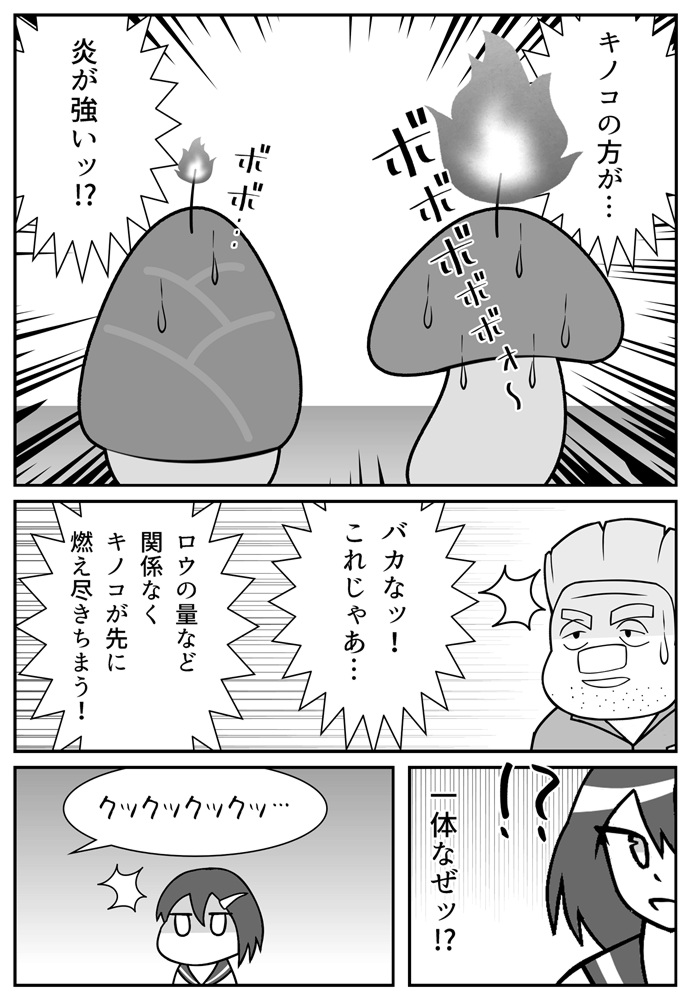 キノコの方が…
炎が強いッ!?
ボボボボボボォ～
ボボ…
バカなッ！
これじゃあ…
ロウの量など
関係なく
キノコが先に
燃え尽きちまう！
!?
一体なぜッ!?
クックックックッ…